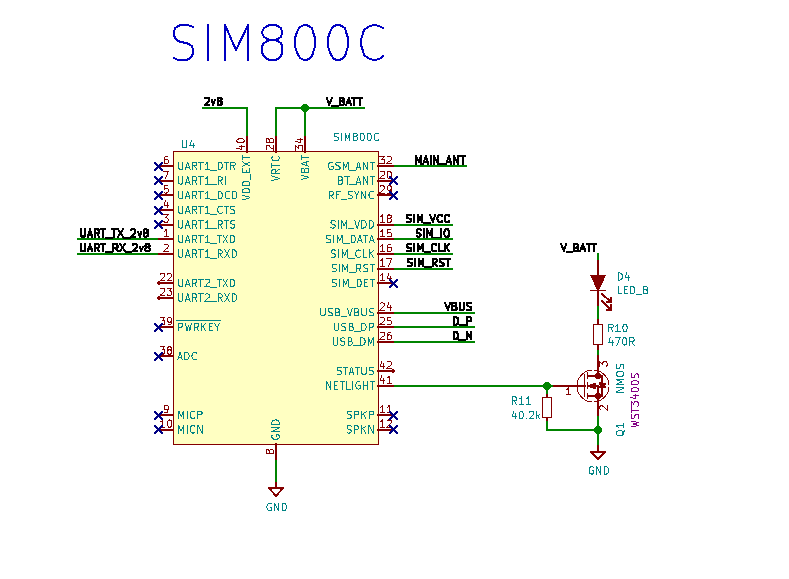 SIM800C
2v8
V_BATT
U4
SIM800C
40
28
34
VDD_EXT
VRTC
VBAT
6
UART1_DTR
7
UART1_RI
5
UART1_DCD
4
UART1_CTS
3
UART1_RTS
UART_TX_2v8
1
UART1_TXD
UART_RX_2v8
2
UART1_RXD
22
UART2_TXD
23
UART2_RXD
39
PWRKEY
38
ADC
9
MICP
10
MICN
GSM_ANT
32
MAIN_ANT
BT_ANT
20
RF_SYNC
29
SIM_VDD
18
SIM_VCC
SIM_DATA
15
SIM_IO
SIM_CLK
16
SIM_CLK
SIM_RST
17
SIM_RST
SIM_DET
14
USB_VBUS
24
VBUS
USB_DP
25
D_P
USB_DM
26
D_N
STATUS
42
NETLIGHT
41
SPKP
11
SPKN
12
GND
8
GND
V_BATT
D4
LED_B
R10
470R
3
1
2
NMOS
WST3400S
Q1
R11
40.2k
GND